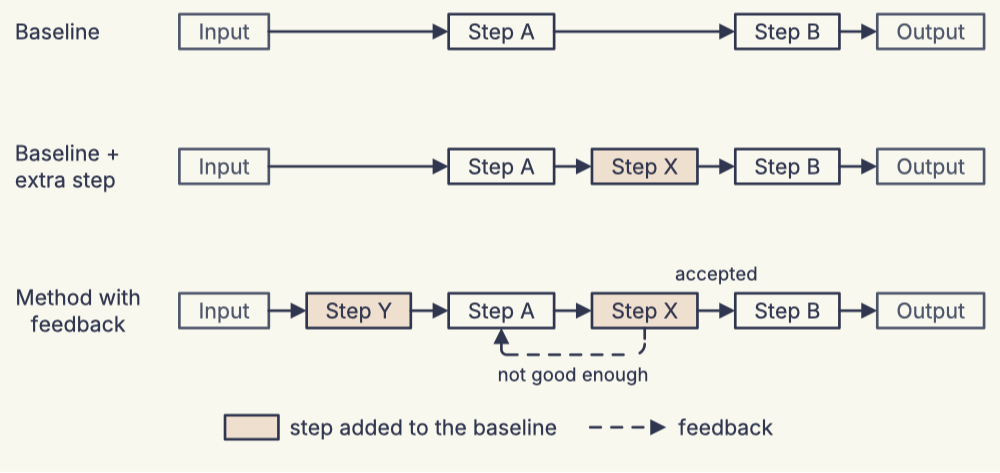 Baseline
Input
Step A
Step B
Output
Baseline +
extra step
Input
Step A
Step X
Step B
Output
accepted
Method with
feedback
Input
Step Y
Step A
Step X
Step B
Output
not good enough
step added to the baseline
feedback